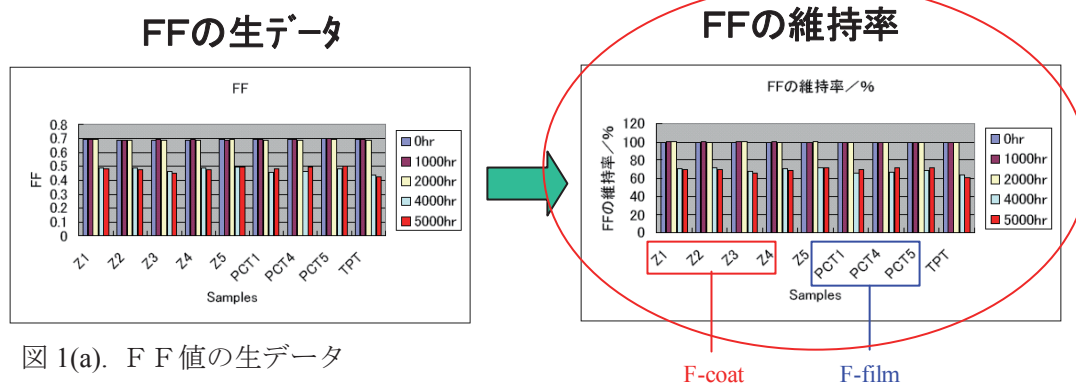 FFの生データ
FF
FF
0.8
0.7
0.6
0.5
0.4
0.3
0.2
0.1
0
Z1
Z2
Z3
Z4
Z5
PCT1
PCT4
PCT5
TPT
Samples
0hr
1000hr
2000hr
4000hr
5000hr
図 1(a). ＦＦ値の生データ
FFの維持率
FFの維持率／%
FFの維持率／%
120
100
80
60
40
20
0
Z1
Z2
Z3
Z4
Z5
PCT1
PCT4
PCT5
TPT
Samples
0hr
1000hr
2000hr
4000hr
5000hr
F-coat
F-film